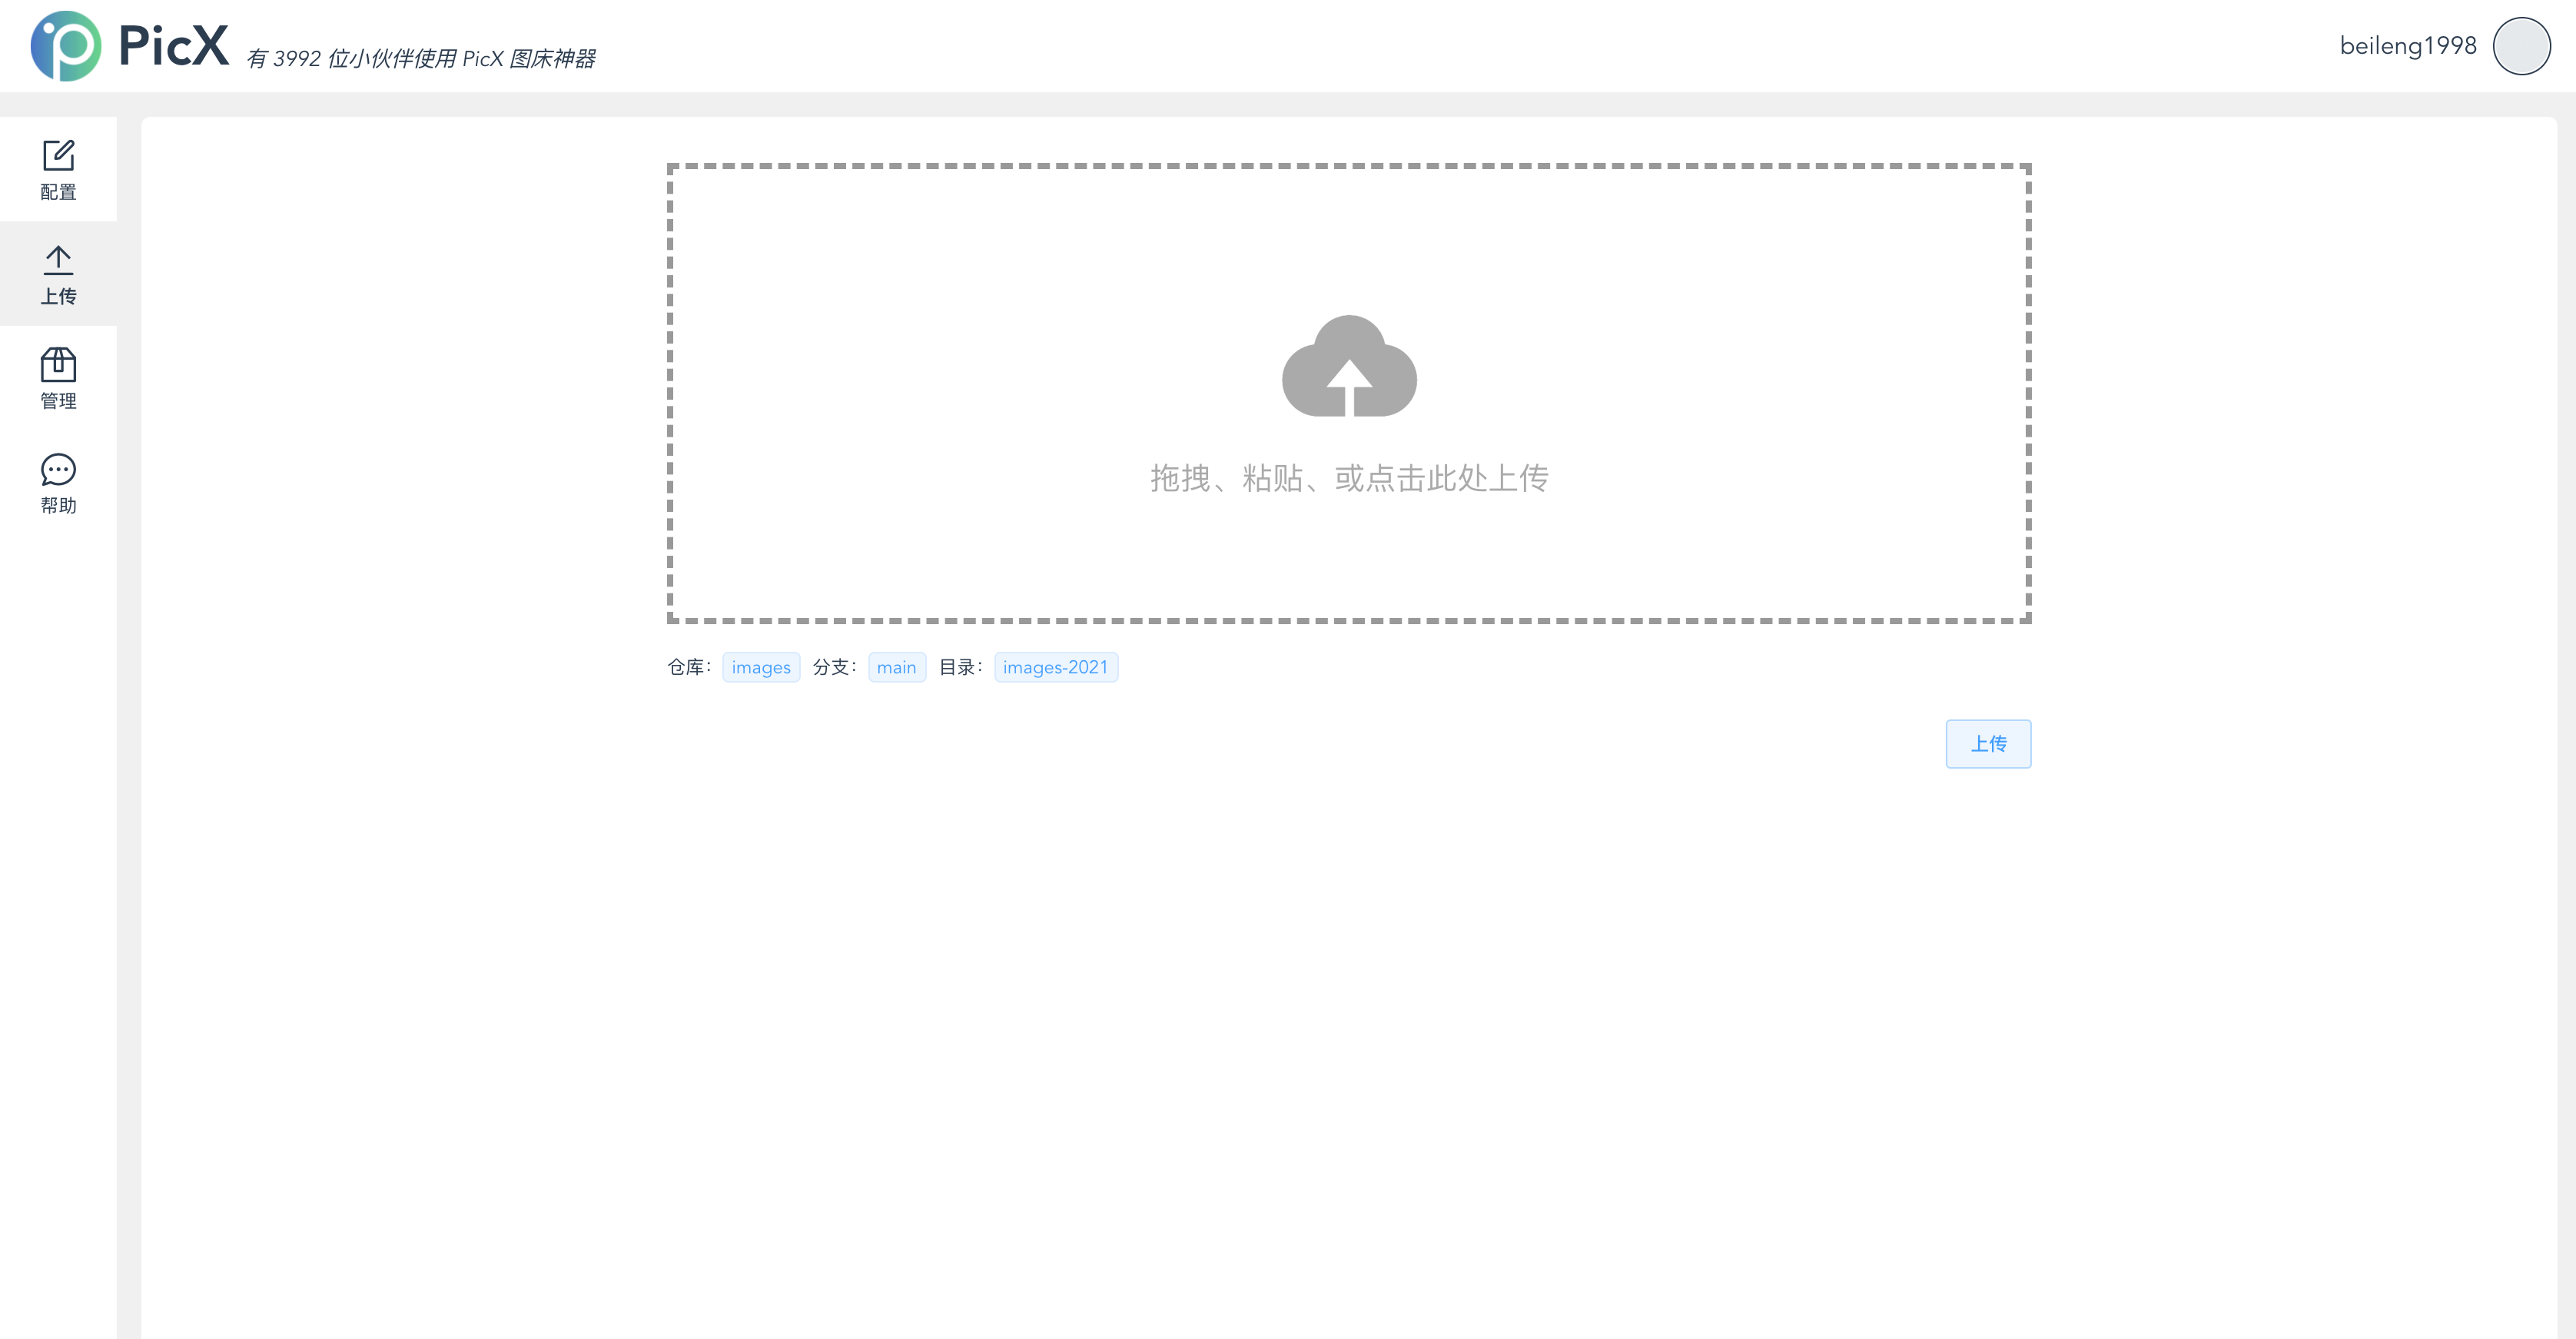 PicX 有 3992 位小伙伴使用 PicX 图床神器
beileng1998
配置
上传
管理
帮助
拖拽、粘贴、或点击此处上传
仓库： images 分支： main 目录： images-2021
上传